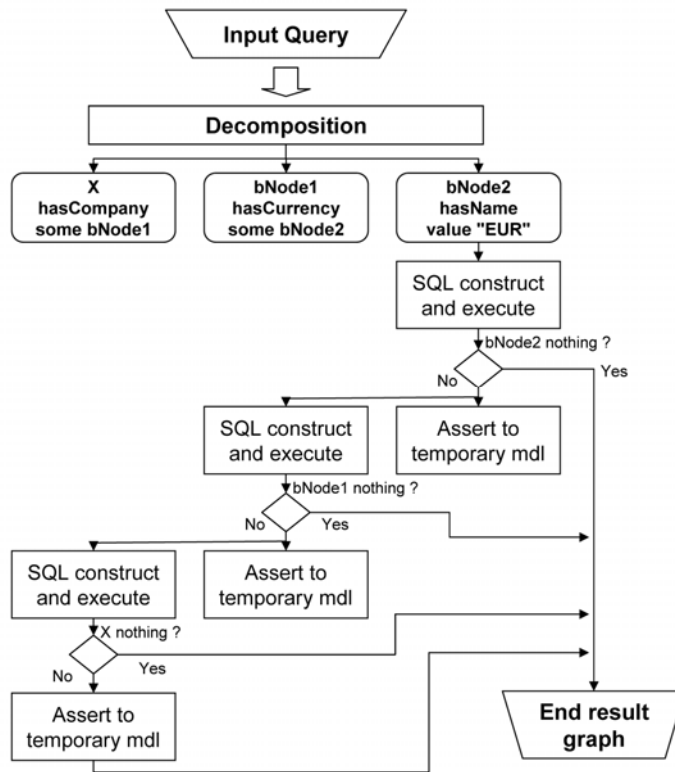 Input Query
Decomposition
X
hasCompany
some bNode1
bNode1
hasCurrency
some bNode2
bNode2
hasName
value "EUR"
SQL construct
and execute
bNode2 nothing ?
No
Yes
SQL construct
and execute
Assert to
temporary mdl
bNode1 nothing ?
No
Yes
SQL construct
and execute
Assert to
temporary mdl
X nothing ?
No
Yes
Assert to
temporary mdl
End result
graph